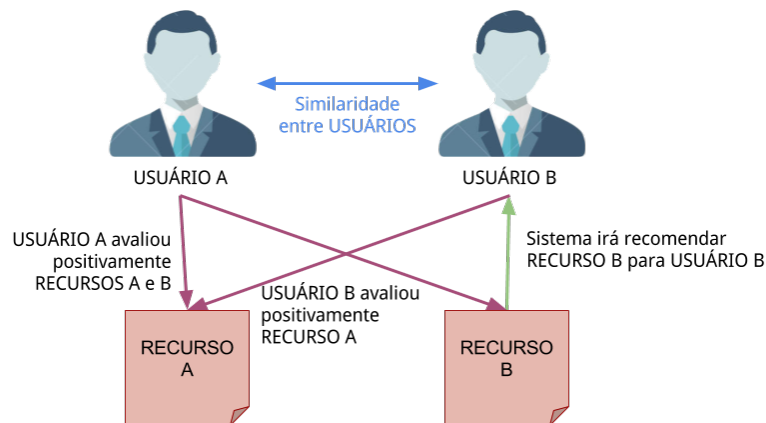 Similaridade
entre USUÁRIOS
USUÁRIO A
USUÁRIO B
USUÁRIO A avaliou
positivamente
RECURSOS A e B
Sistema irá recomendar
RECURSO B para USUÁRIO B
USUÁRIO B avaliou
positivamente
RECURSO A
RECURSO
A
RECURSO
B